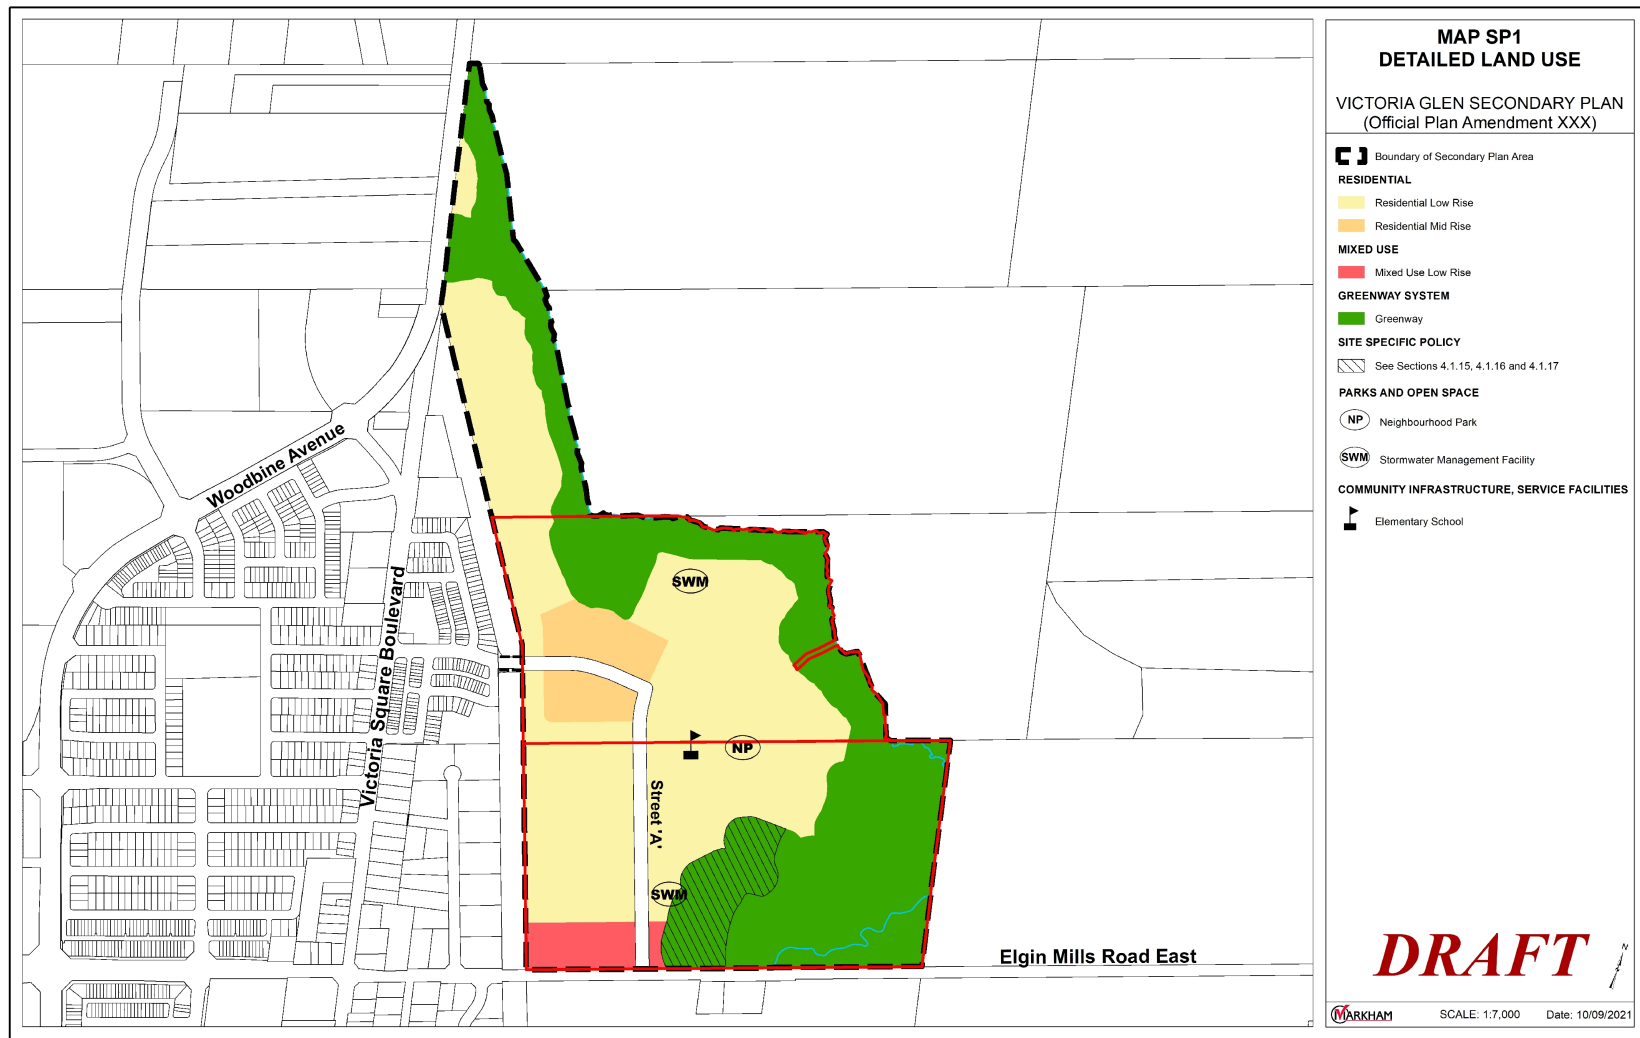 MAP SP1
DETAILED LAND USE
VICTORIA GLEN SECONDARY PLAN
(Official Plan Amendment XXX)
Boundary of Secondary Plan Area
RESIDENTIAL
Residential Low Rise
Residential Mid Rise
MIXED USE
Mixed Use Low Rise
GREENWAY SYSTEM
Greenway
SITE SPECIFIC POLICY
See Sections 4.1.15, 4.1.16 and 4.1.17
PARKS AND OPEN SPACE
NP Neighbourhood Park
SWM Stormwater Management Facility
COMMUNITY INFRASTRUCTURE, SERVICE FACILITIES
Elementary School
Woodbine Avenue
Victoria Square Boulevard
SWM
NP
Street 'A'
SWM
Elgin Mills Road East
DRAFT
N
MARKHAM
SCALE: 1:7,000
Date: 10/09/2021